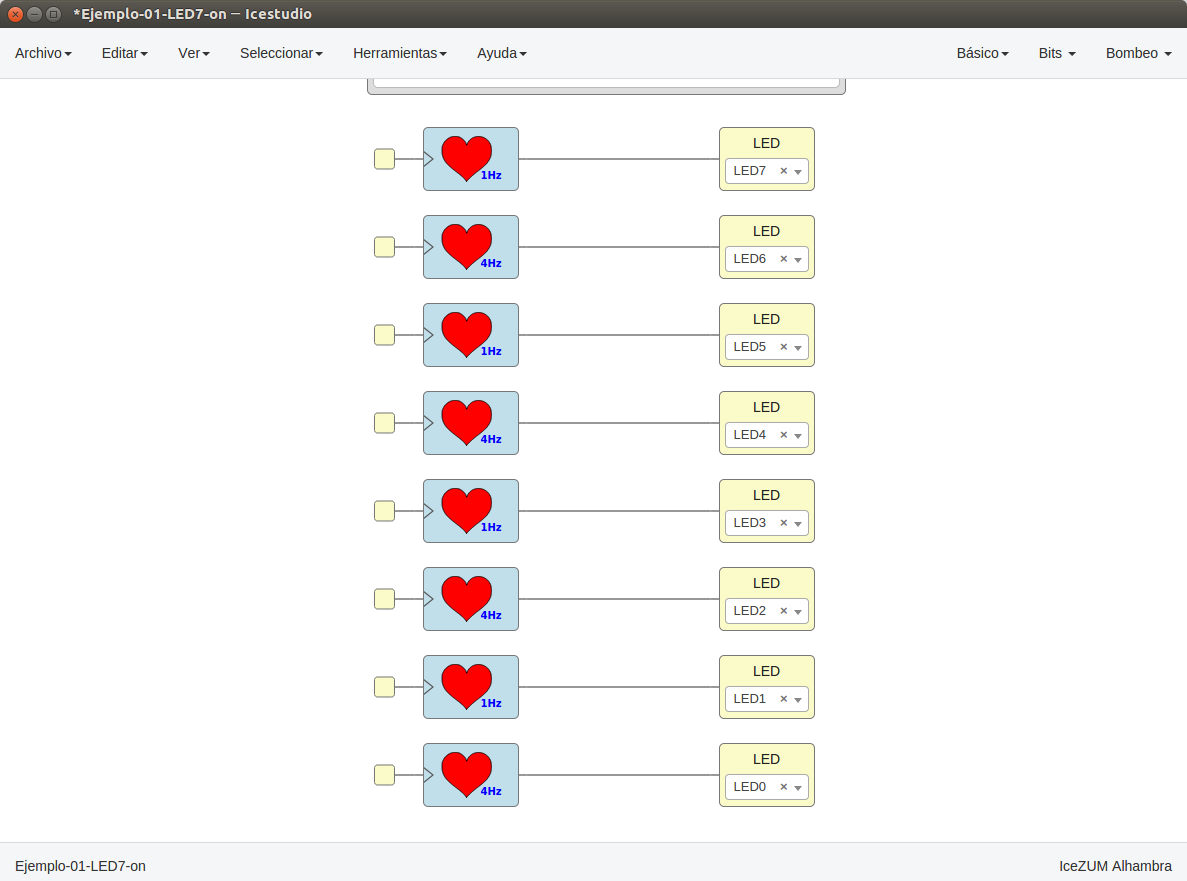 *Ejemplo-01-LED7-on — Icestudio
Archivo Editar Ver Seleccionar Herramientas Ayuda Básico Bits Bombeo
LED
1Hz LED7
LED
4Hz LED6
LED
1Hz LED5
LED
4Hz LED4
LED
1Hz LED3
LED
4Hz LED2
LED
1Hz LED1
LED
4Hz LED0
Ejemplo-01-LED7-on IceZUM Alhambra